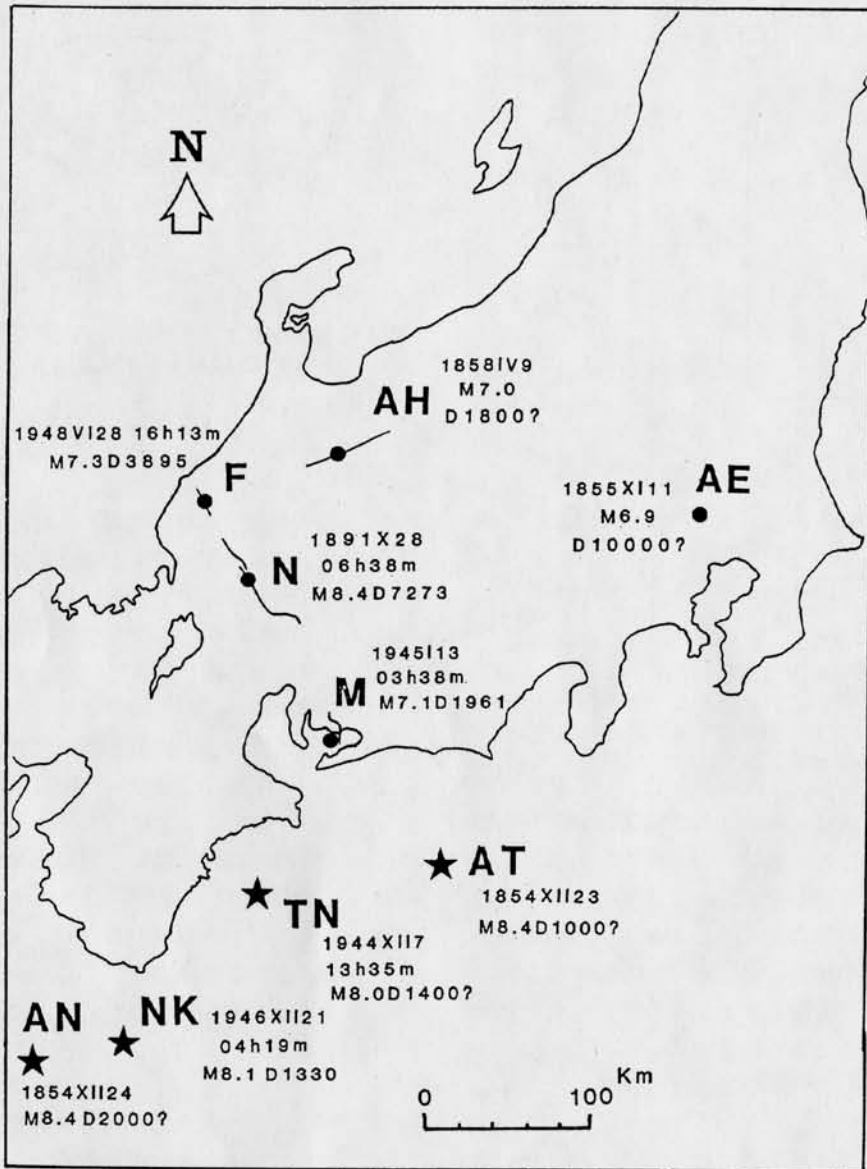 N
1858IV9
M7.0
D1800?
AH
1948VI28 16h13m
M7.3D3895
F
1855XI11
M6.9
D10000?
AE
1891X28
06h38m
M8.4D7273
N
1945I13
03h38m
M7.1D1961
M
AT
1854XII23
M8.4D1000?
TN
1944XII7
13h35m
M8.0D1400?
AN
NK
1946XII21
04h19m
M8.1 D1330
1854XII24
M8.4D2000?
0 100 Km